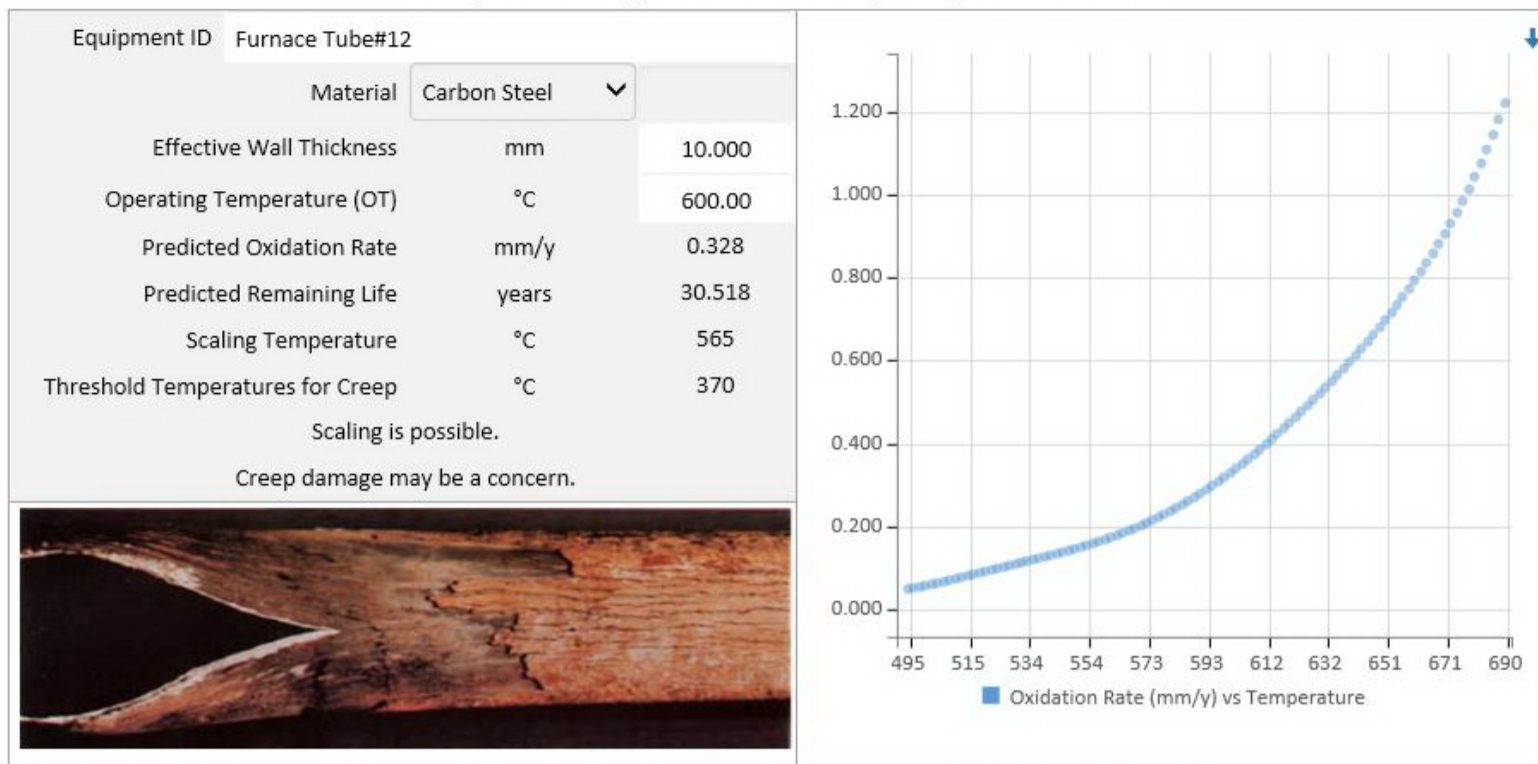 Equipment ID Furnace Tube#12
Material Carbon Steel
Effective Wall Thickness mm 10.000
Operating Temperature (OT) °C 600.00
Predicted Oxidation Rate mm/y 0.328
Predicted Remaining Life years 30.518
Scaling Temperature °C 565
Threshold Temperatures for Creep °C 370
Scaling is possible.
Creep damage may be a concern.
1.200
1.000
0.800
0.600
0.400
0.200
0.000
495 515 534 554 573 593 612 632 651 671 690
Oxidation Rate (mm/y) vs Temperature